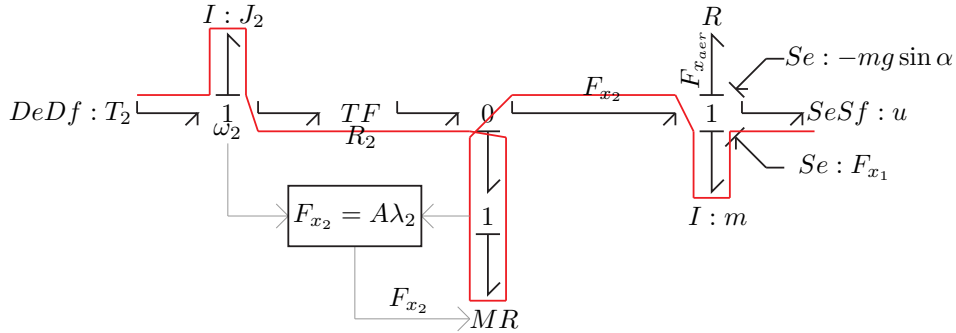 I : J₂
R
F_{x_{aer}}
Se : −mg sin α
DeDf : T₂
1
ω₂
TF
R₂
0
F_{x₂}
1
SeSf : u
Se : F_{x₁}
F_{x₂} = Aλ₂
1
I : m
F_{x₂}
MR